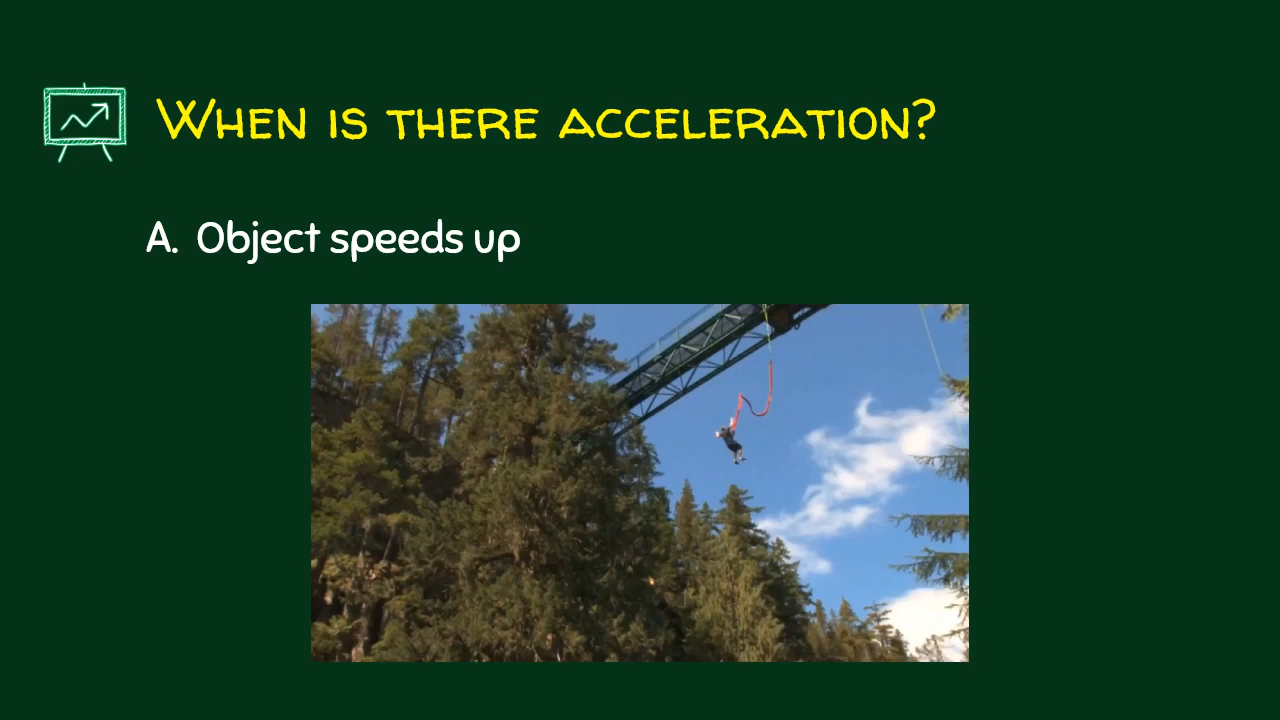 When is there acceleration?
A. Object speeds up